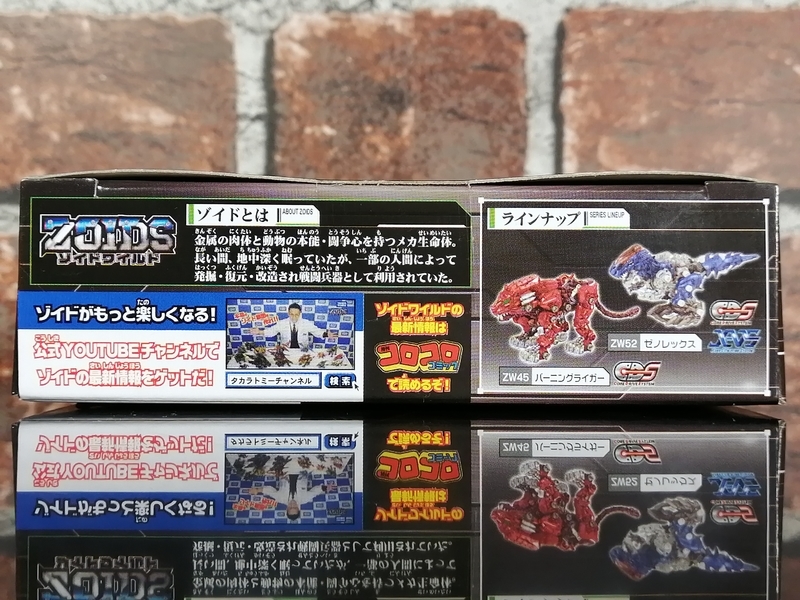 ZOIDS
ゾイドワイルド
ゾイドとは
ABOUT ZOIDS
金属の肉体と動物の本能・闘争心を持つメカ生命体。
長い間、地中深く眠っていたが、一部の人間によって
発掘・復元・改造され戦闘兵器として利用されていた。
ゾイドがもっと楽しくなる!
公式YOUTUBEチャンネルで
ゾイドの最新情報をゲットだ!
タカラトミーチャンネル
検索
ゾイドワイルドの
最新情報は
コロコロ
コミック
で読めるぞ!
ラインナップ
SERIES LINEUP
ZW52 ゼノレックス
ZW45 バーニングライガー